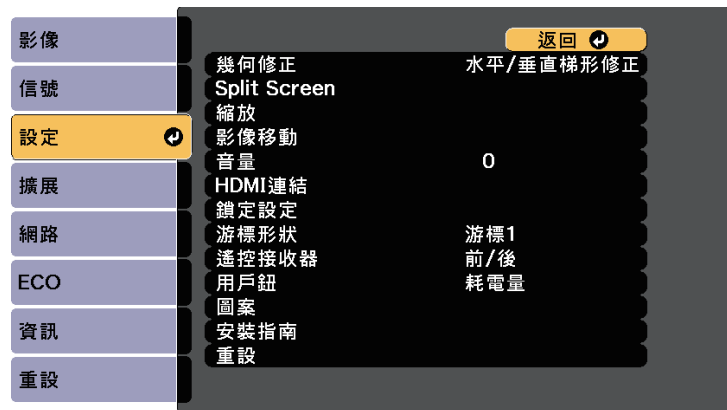 影像
信號
設定
擴展
網路
ECO
資訊
重設
返回
幾何修正 水平/垂直梯形修正
Split Screen
縮放
影像移動
音量 0
HDMI連結
鎖定設定
游標形狀 游標1
遙控接收器 前/後
用戶鈕 耗電量
圖案
安裝指南
重設